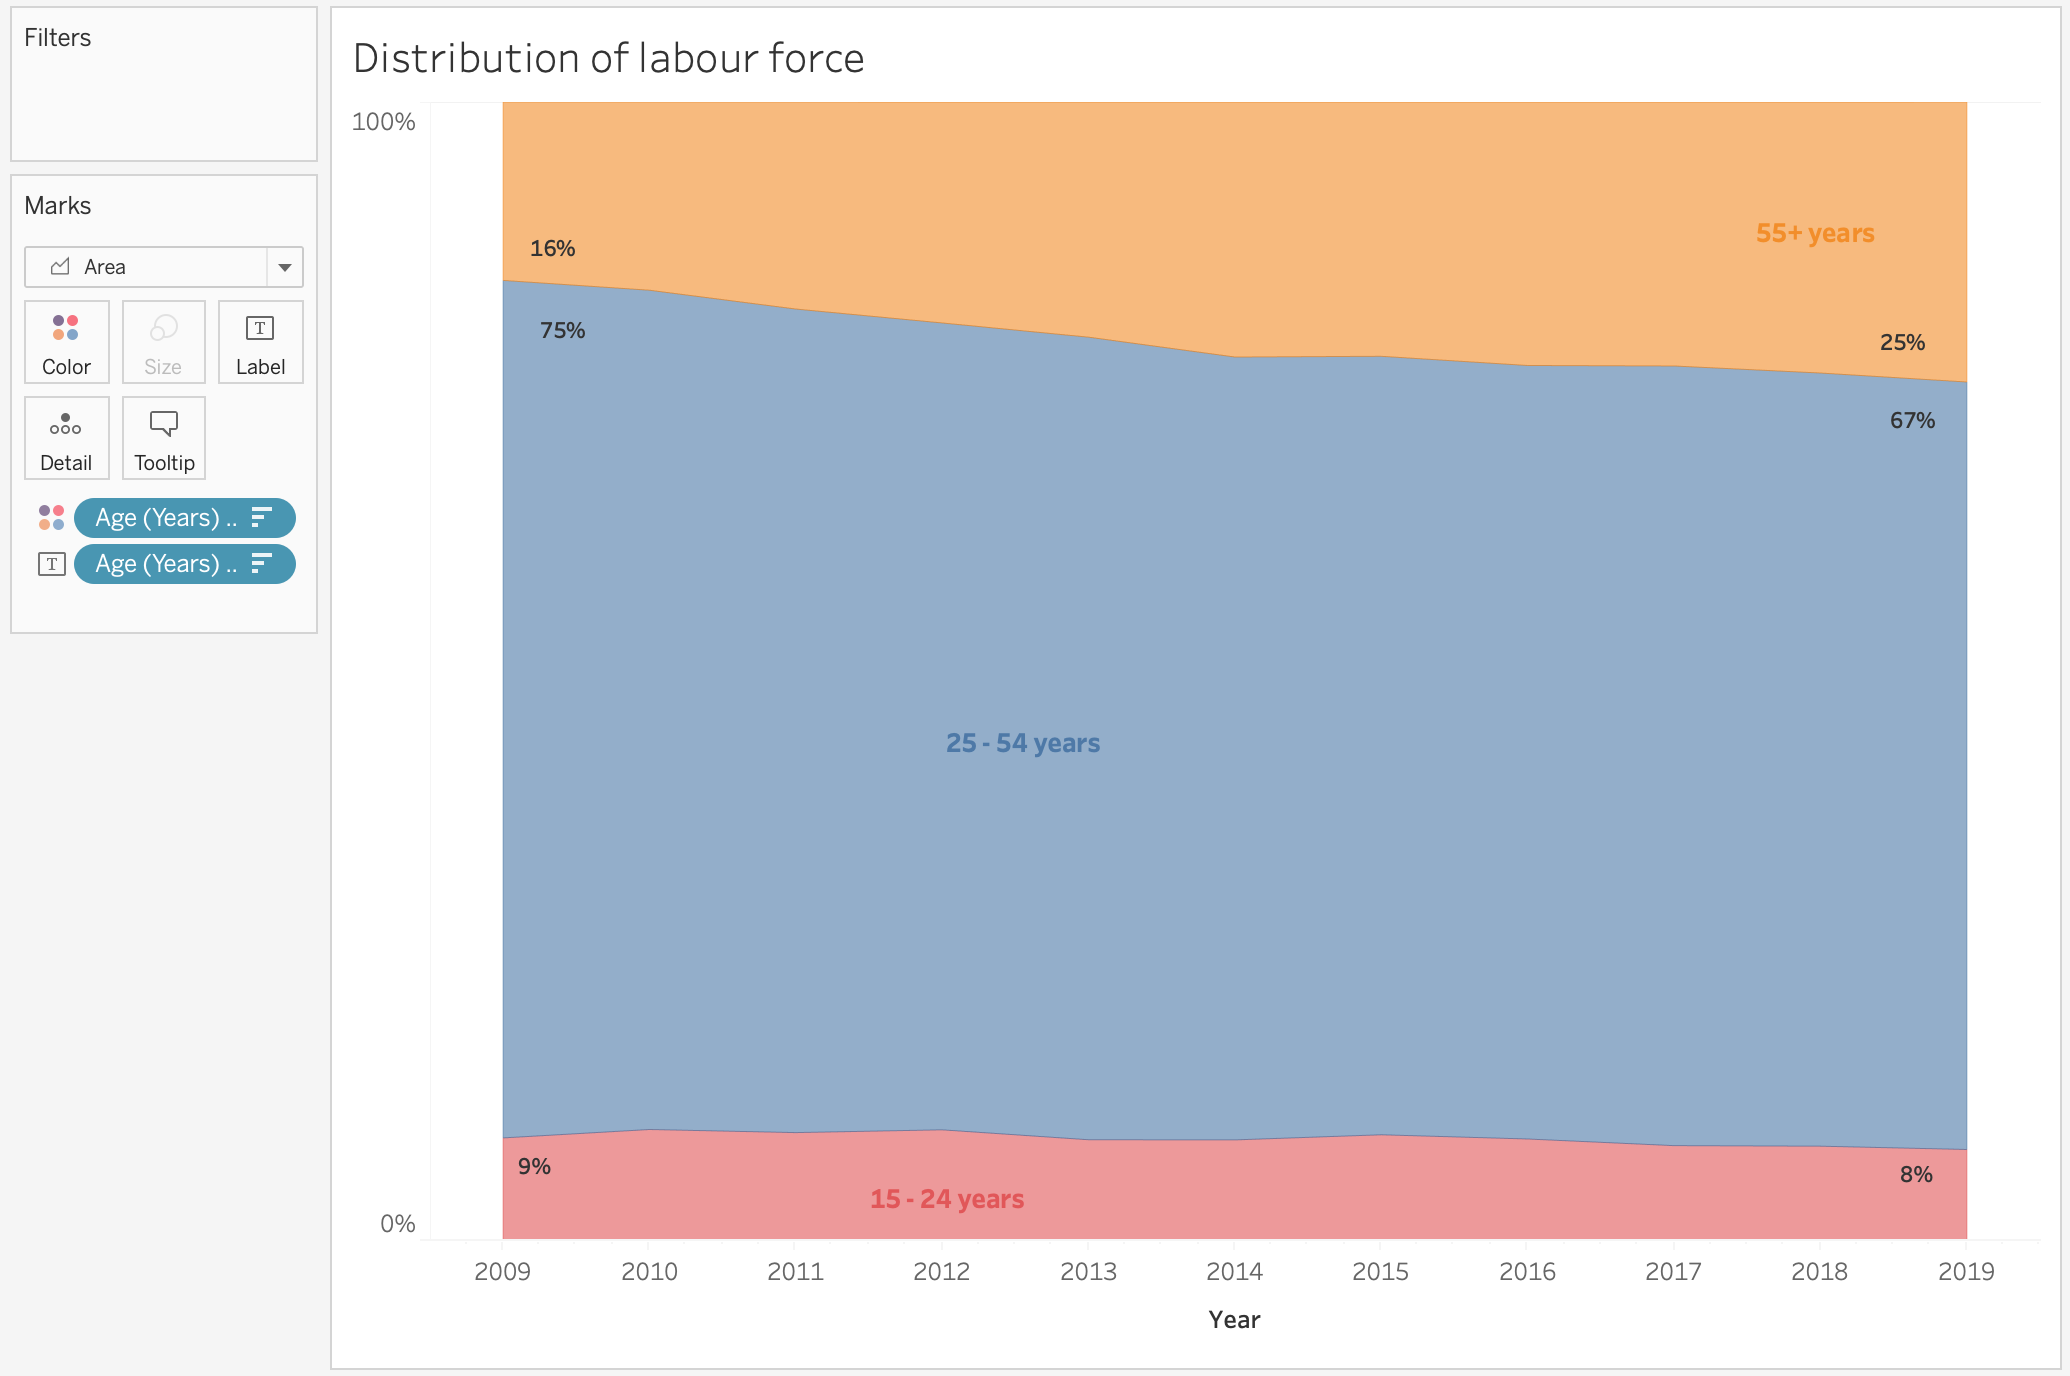 Filters
Marks
Area
Color
Size
Label
Detail
Tooltip
Age (Years) ..
Age (Years) ..
Distribution of labour force
100%
16%
55+ years
75%
25%
67%
25 - 54 years
9%
8%
15 - 24 years
0%
2009 2010 2011 2012 2013 2014 2015 2016 2017 2018 2019
Year